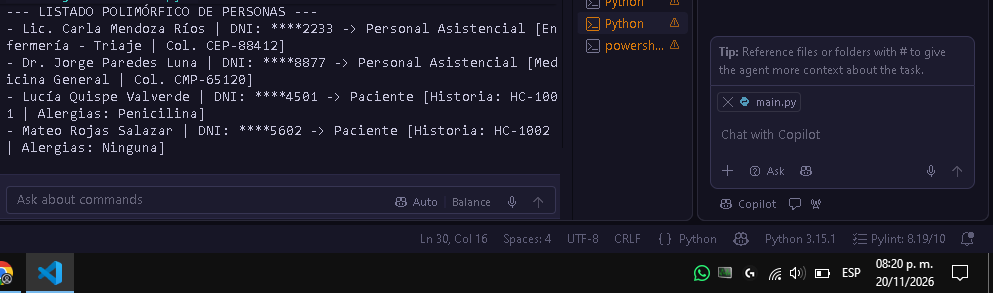 --- LISTADO POLIMÓRFICO DE PERSONAS ---
- Lic. Carla Mendoza Ríos | DNI: ****2233 -> Personal Asistencial [En
fermería - Triaje | Col. CEP-88412]
- Dr. Jorge Paredes Luna | DNI: ****8877 -> Personal Asistencial [Med
icina General | Col. CMP-65120]
- Lucía Quispe Valverde | DNI: ****4501 -> Paciente [Historia: HC-100
1 | Alergias: Penicilina]
- Mateo Rojas Salazar | DNI: ****5602 -> Paciente [Historia: HC-1002
| Alergias: Ninguna]
Ask about commands
Auto | Balance
Python
Python
powersh...
Tip: Reference files or folders with # to give
the agent more context about the task.
main.py
Chat with Copilot
Ask
Copilot
Ln 30, Col 16 Spaces: 4 UTF-8 CRLF { } Python Python 3.15.1 Pylint: 8.19/10
ESP
08:20 p. m.
20/11/2026